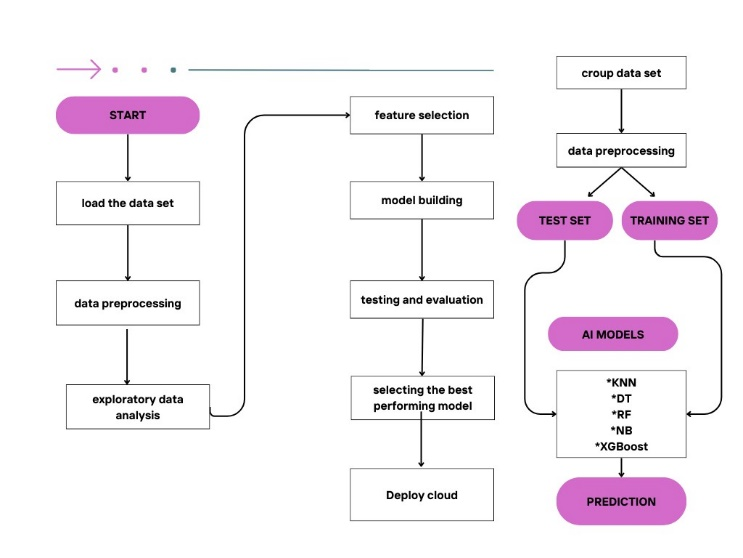 START
load the data set
data preprocessing
exploratory data
analysis
feature selection
model building
testing and evaluation
selecting the best
performing model
Deploy cloud
croup data set
data preprocessing
TEST SET
TRAINING SET
AI MODELS
*KNN
*DT
*RF
*NB
*XGBoost
PREDICTION